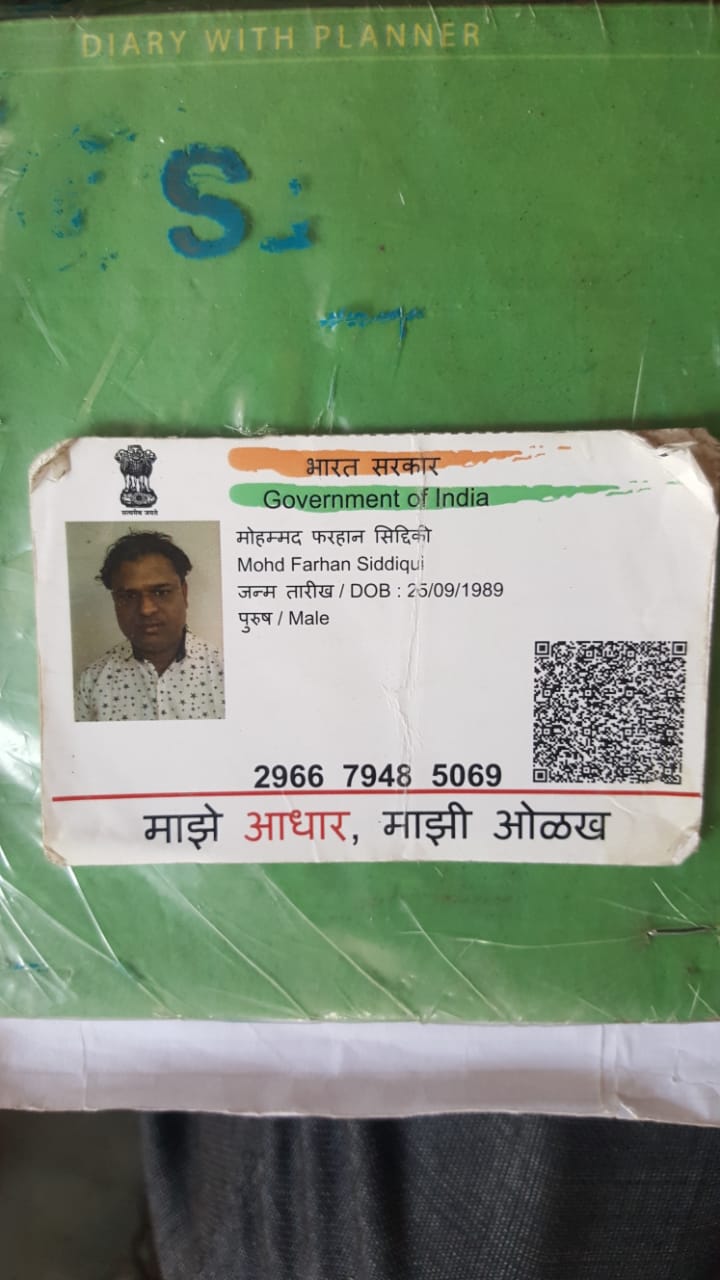 DIARY WITH PLANNER
S
भारत सरकार
Government of India
सत्यमेव जयते
मोहम्मद फरहान सिद्दिकी
Mohd Farhan Siddiqui
जन्म तारीख / DOB : 25/09/1989
पुरुष / Male
2966 7948 5069
माझे आधार, माझी ओळख